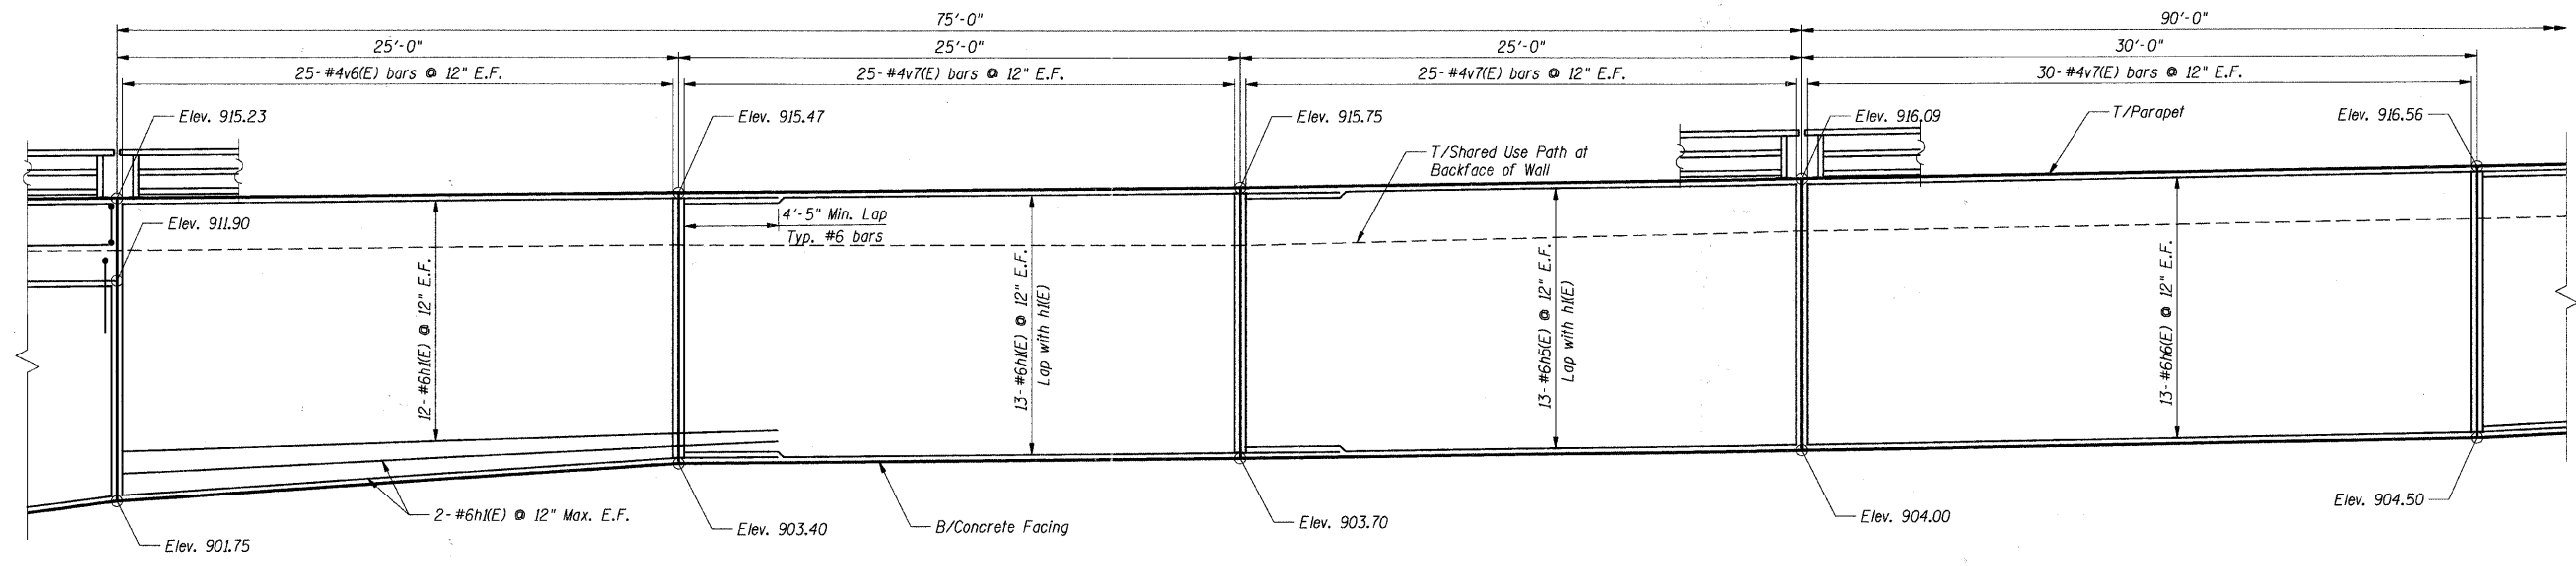 75'-0"
90'-0"
25'-0"
25'-0"
25'-0"
30'-0"
25-#4v6(E) bars @ 12" E.F.
25-#4v7(E) bars @ 12" E.F.
25-#4v7(E) bars @ 12" E.F.
30-#4v7(E) bars @ 12" E.F.
Elev. 915.23
Elev. 915.47
Elev. 915.75
Elev. 916.09
T/Parapet
Elev. 916.56
T/Shared Use Path at
Backface of Wall
Elev. 911.90
4'-5" Min. Lap
Typ. #6 bars
12-#6h1(E) @ 12" E.F.
13-#6h1(E) @ 12" E.F.
Lap with h1(E)
13-#6h5(E) @ 12" E.F.
Lap with h1(E)
13-#6h6(E) @ 12" E.F.
2-#6h1(E) @ 12" Max. E.F.
Elev. 901.75
Elev. 903.40
B/Concrete Facing
Elev. 903.70
Elev. 904.00
Elev. 904.50